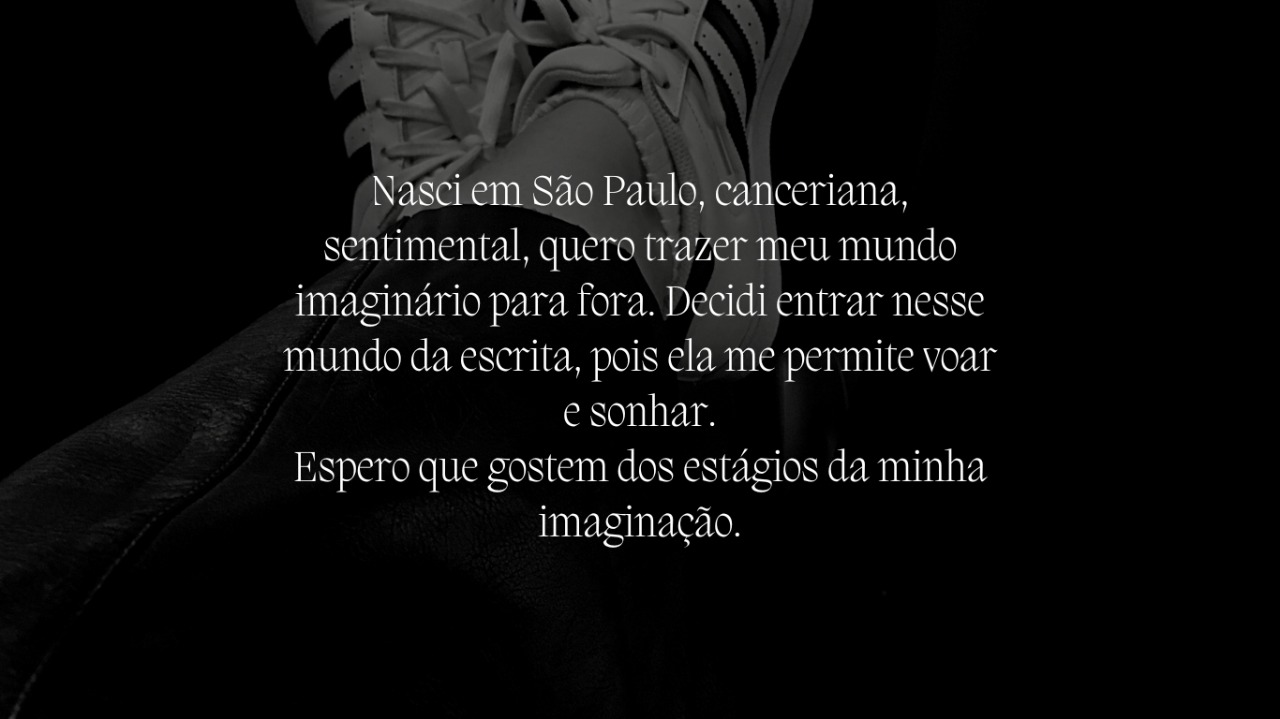 Nasci em São Paulo, canceriana,
sentimental, quero trazer meu mundo
imaginário para fora. Decidi entrar nesse
mundo da escrita, pois ela me permite voar
e sonhar.
Espero que gostem dos estágios da minha
imaginação.